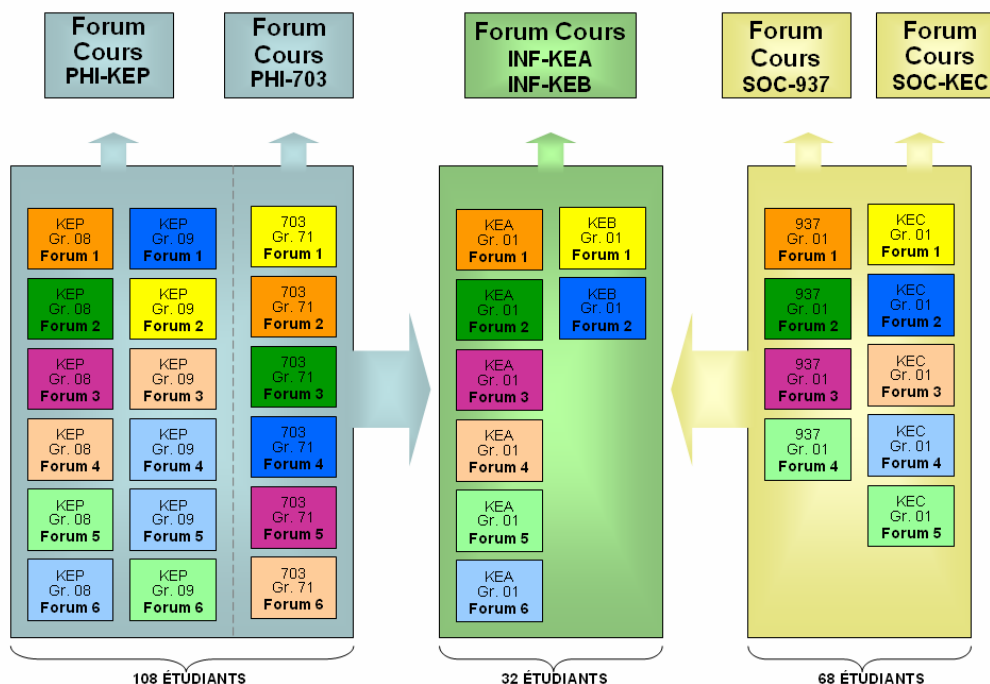 Forum
Cours
PHI-KEP
Forum
Cours
PHI-703
Forum Cours
INF-KEA
INF-KEB
Forum
Cours
SOC-937
Forum
Cours
SOC-KEC
KEP
Gr. 08
Forum 1
KEP
Gr. 09
Forum 1
703
Gr. 71
Forum 1
KEP
Gr. 08
Forum 2
KEP
Gr. 09
Forum 2
703
Gr. 71
Forum 2
KEP
Gr. 08
Forum 3
KEP
Gr. 09
Forum 3
703
Gr. 71
Forum 3
KEP
Gr. 08
Forum 4
KEP
Gr. 09
Forum 4
703
Gr. 71
Forum 4
KEP
Gr. 08
Forum 5
KEP
Gr. 09
Forum 5
703
Gr. 71
Forum 5
KEP
Gr. 08
Forum 6
KEP
Gr. 09
Forum 6
703
Gr. 71
Forum 6
108 ÉTUDIANTS
KEA
Gr. 01
Forum 1
KEB
Gr. 01
Forum 1
KEA
Gr. 01
Forum 2
KEB
Gr. 01
Forum 2
KEA
Gr. 01
Forum 3
KEA
Gr. 01
Forum 4
KEA
Gr. 01
Forum 5
KEA
Gr. 01
Forum 6
32 ÉTUDIANTS
937
Gr. 01
Forum 1
KEC
Gr. 01
Forum 1
937
Gr. 01
Forum 2
KEC
Gr. 01
Forum 2
937
Gr. 01
Forum 3
KEC
Gr. 01
Forum 3
937
Gr. 01
Forum 4
KEC
Gr. 01
Forum 4
KEC
Gr. 01
Forum 5
68 ÉTUDIANTS